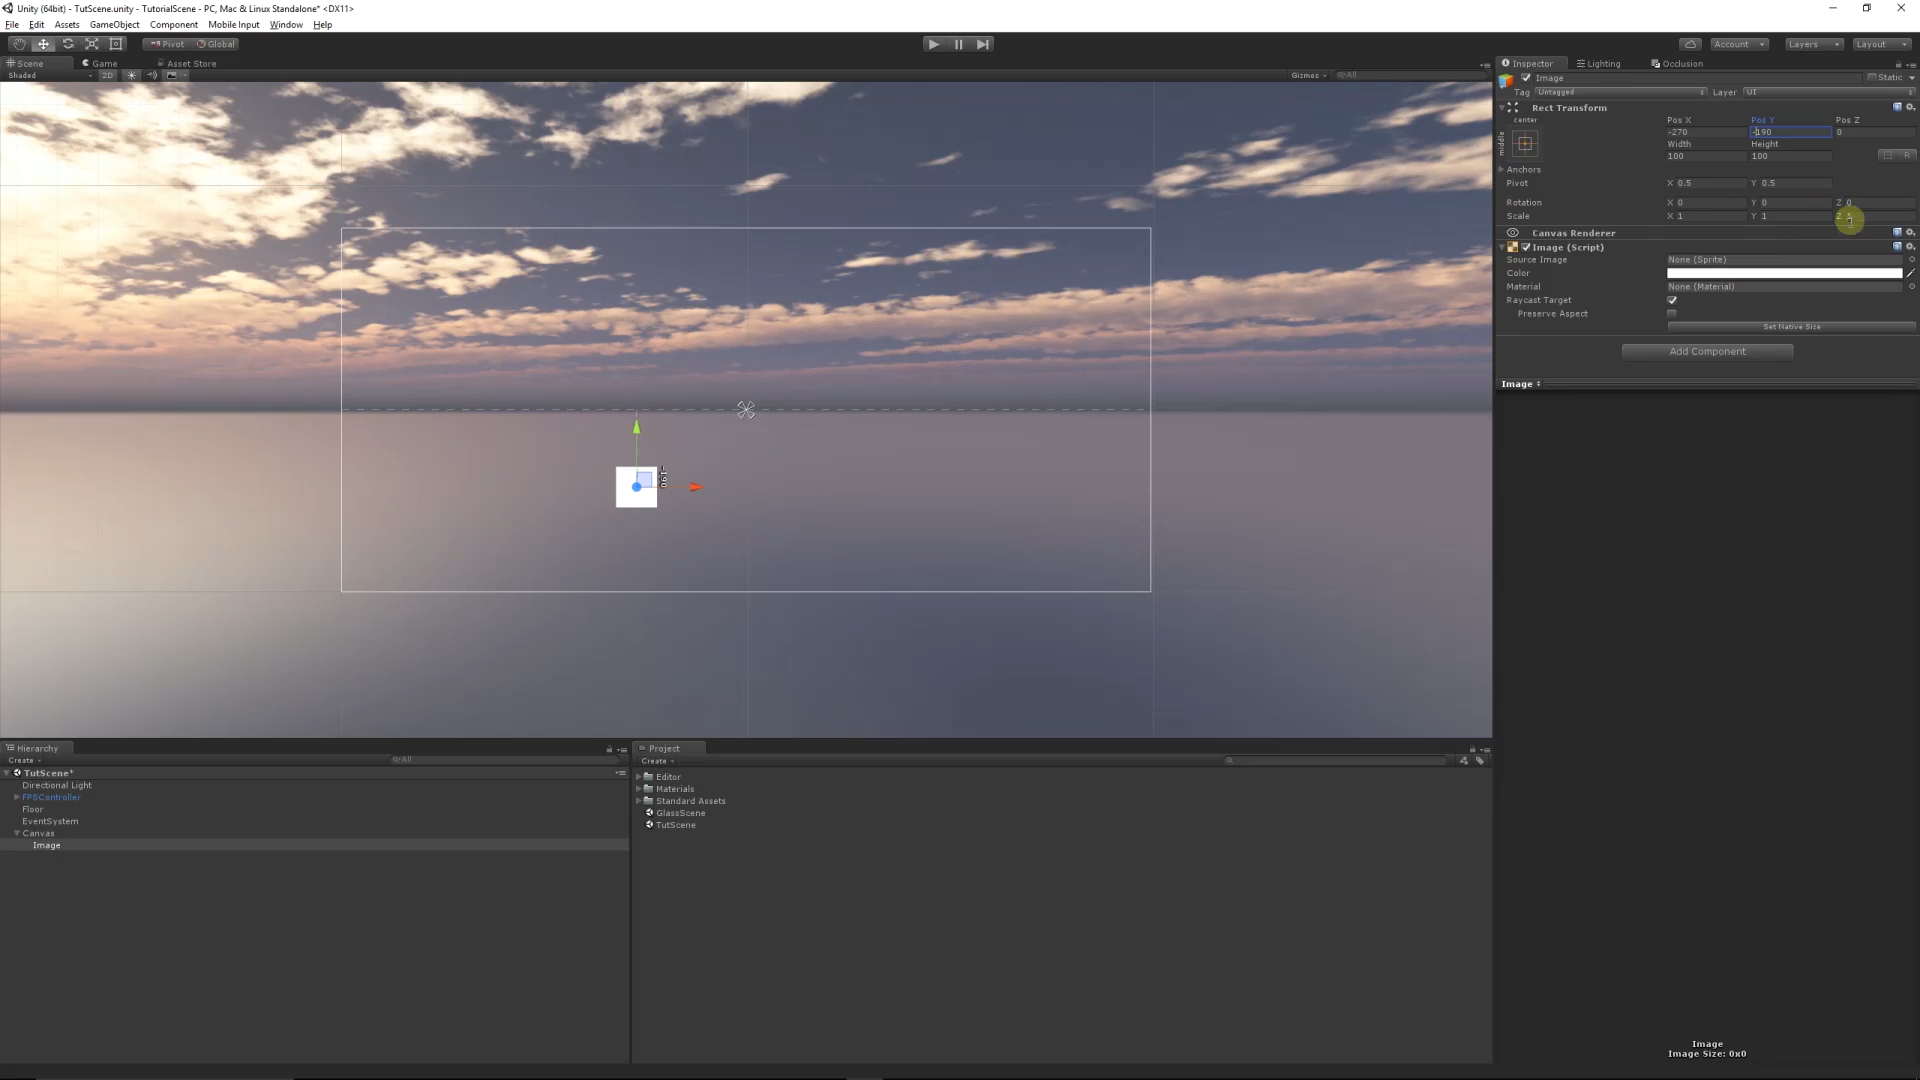 Unity (64bit) - TutScene.unity - TutorialScene - PC, Mac & Linux Standalone* <DX11>
File Edit Assets GameObject Component Mobile Input Window Help
Pivot Global Account Layers Layout
Scene Game Asset Store
Shaded 2D Gizmos All
Inspector Lighting Occlusion
Image Static
Tag Untagged Layer UI
Rect Transform
center Pos X Pos Y Pos Z
middle -270 -190 0
Width Height
100 100 R
Anchors
Pivot X 0.5 Y 0.5
Rotation X 0 Y 0 Z 0
Scale X 1 Y 1 Z
Canvas Renderer
Image (Script)
Source Image None (Sprite)
Color
Material None (Material)
Raycast Target
Preserve Aspect
Set Native Size
Add Component
Image
-190
Hierarchy
Create All
TutScene*
Directional Light
FPSController
Floor
EventSystem
Canvas
Image
Project
Create
Editor
Materials
Standard Assets
GlassScene
TutScene
Image
Image Size: 0x0